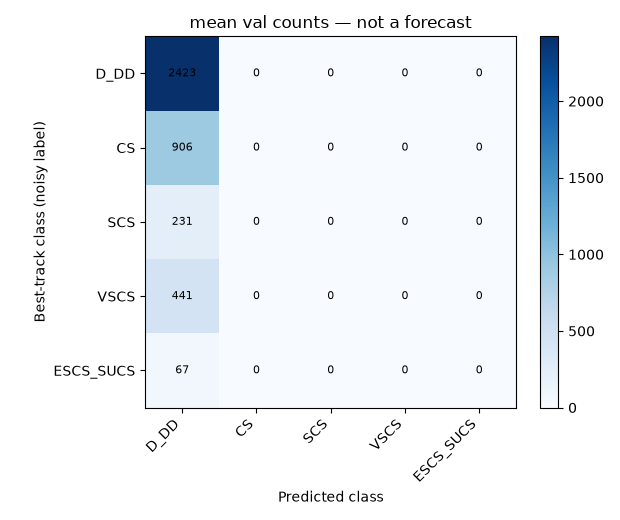 mean val counts — not a forecast
Best-track class (noisy label)
D_DD 2423 0 0 0 0
CS 906 0 0 0 0
SCS 231 0 0 0 0
VSCS 441 0 0 0 0
ESCS_SUCS 67 0 0 0 0
D_DD CS SCS VSCS ESCS_SUCS
Predicted class
2000
1500
1000
500
0